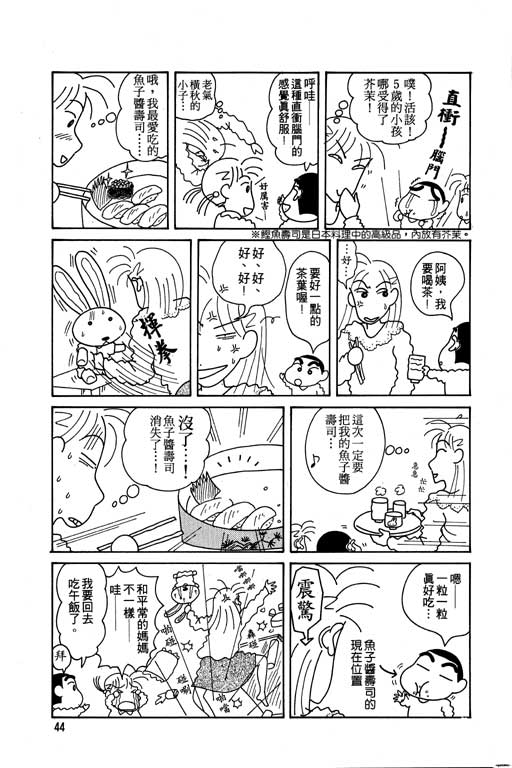 直衝
腦門
噗！活該！
5歲的小孩
哪受得了
芥茉！
呼哇——
這種直衝腦門的
感覺眞舒服！
老氣
橫秋的
小子…
好厲害
哦，我最愛吃的
魚子醬壽司……
※鰹魚壽司是日本料理中的高級品，內放有芥茉。
阿姨，我
要喝茶！
好…
要好一點的
茶葉喔！
好、
好、
好！
揮拳
這次一定要
把我的魚子醬
壽司…
♪
急急
忙忙
沒了…！
魚子醬壽司
消失了…！
嗯——
一粒一粒
眞好吃…
魚子醬壽司的
現在位置
震驚
和平常的媽媽
不一樣——
哇——
我要回去
吃午飯了。
拜
44